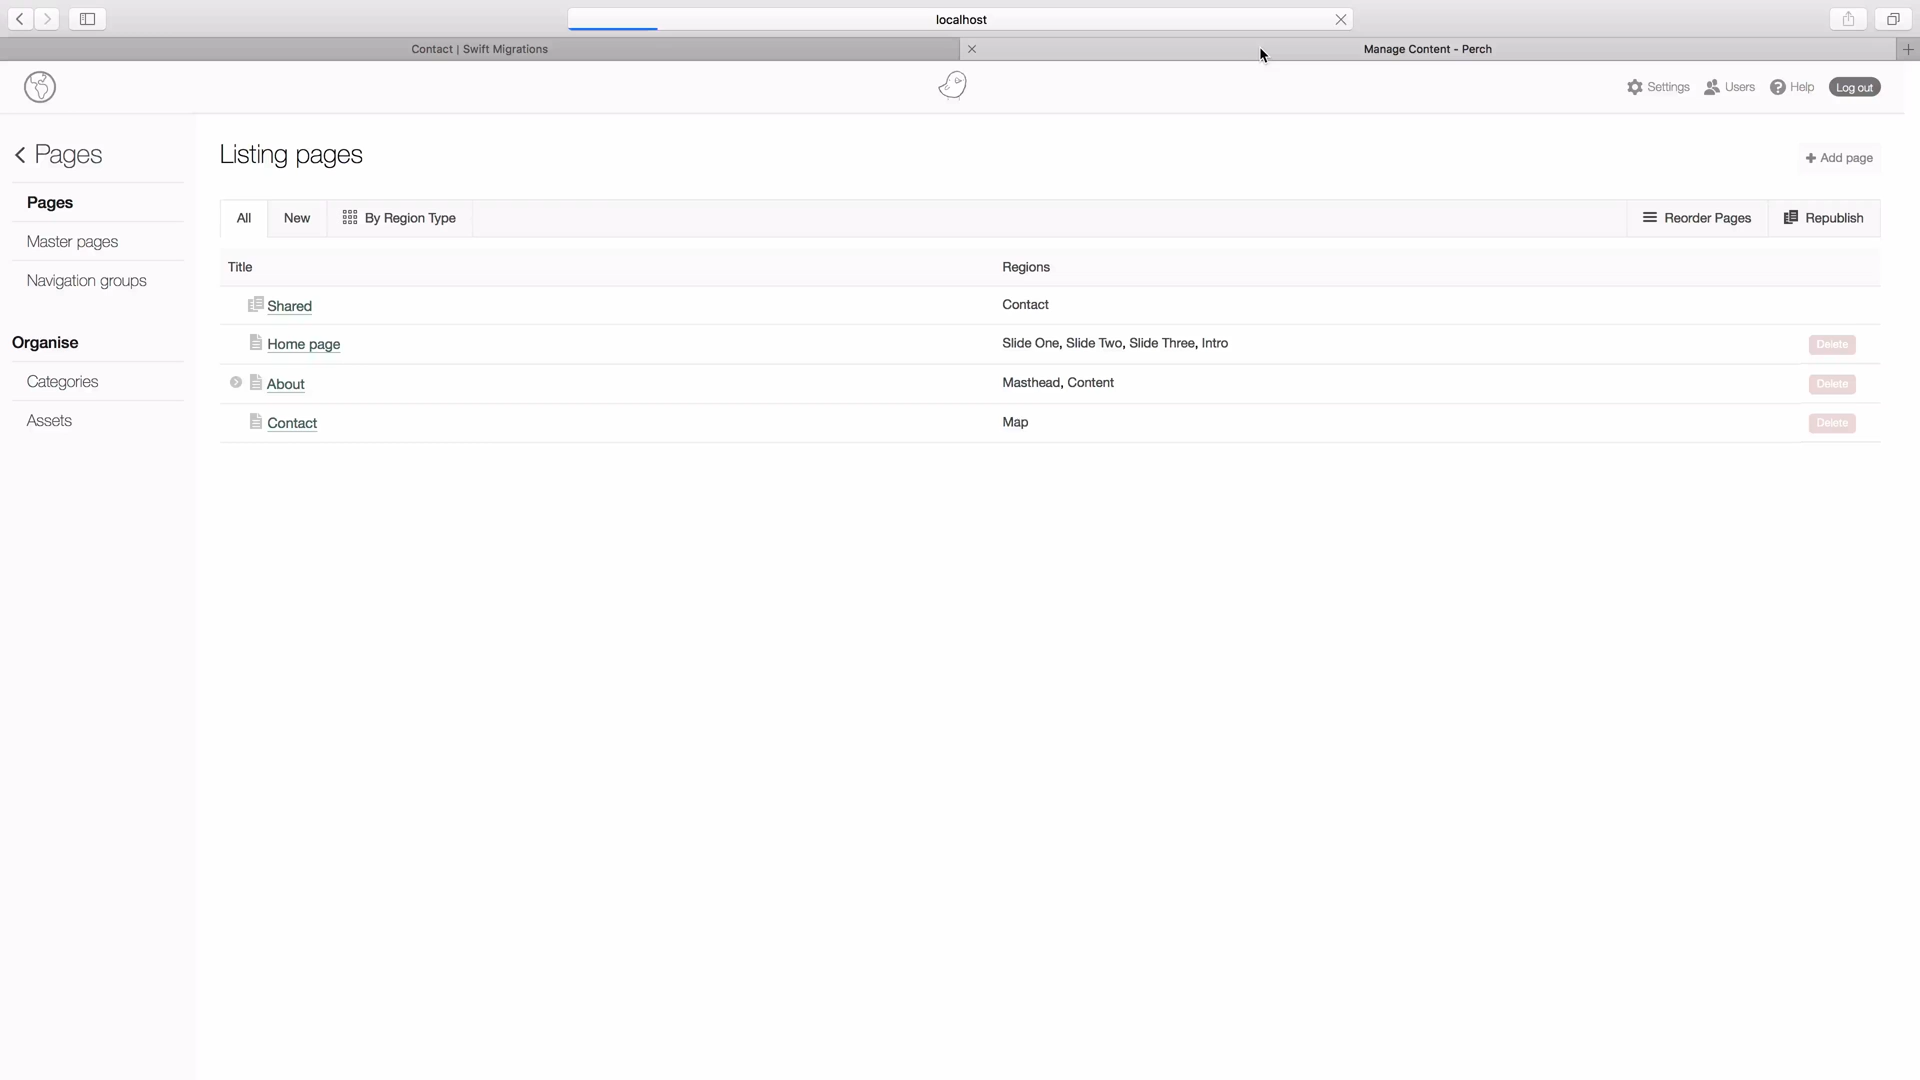 localhost
Contact | Swift Migrations
Manage Content - Perch
Settings
Users
Help
Log out
Pages
Listing pages
Add page
Pages
Master pages
Navigation groups
Organise
Categories
Assets
All
New
By Region Type
Reorder Pages
Republish
Title
Regions
Shared
Contact
Home page
Slide One, Slide Two, Slide Three, Intro
Delete
About
Masthead, Content
Delete
Contact
Map
Delete